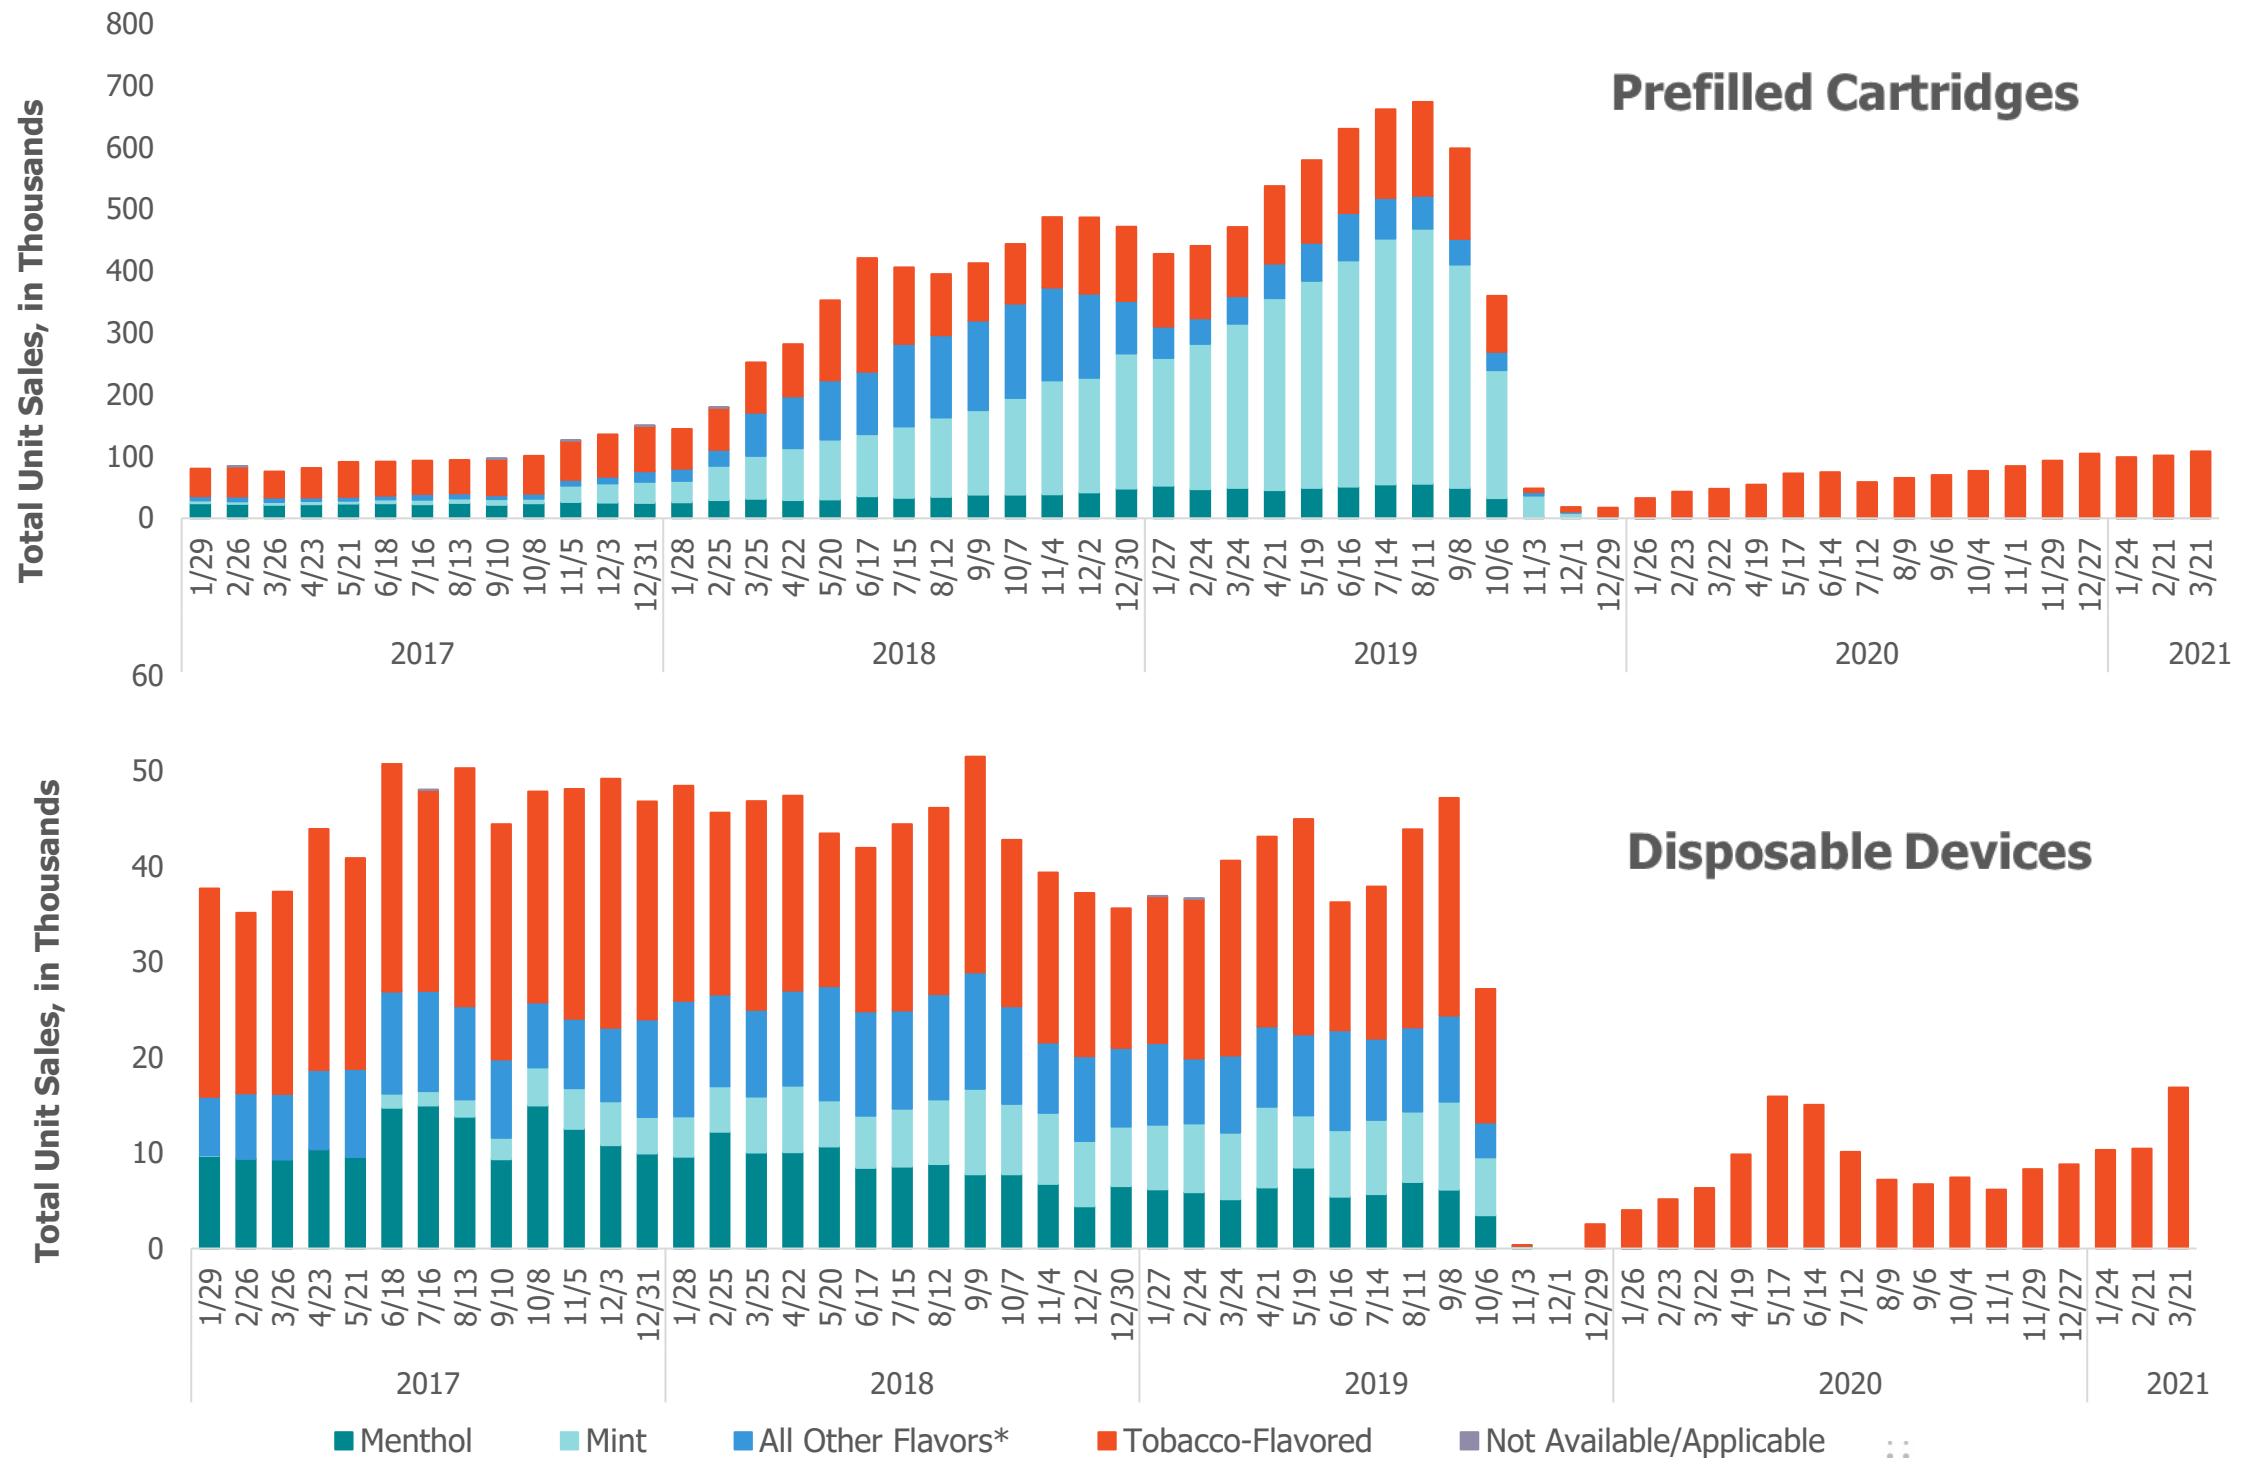 800
700
600
500
400
300
200
100
0
Total Unit Sales, in Thousands
Prefilled Cartridges
1/29 2/26 3/26 4/23 5/21 6/18 7/16 8/13 9/10 10/8 11/5 12/3 12/31 1/28 2/25 3/25 4/22 5/20 6/17 7/15 8/12 9/9 10/7 11/4 12/2 12/30 1/27 2/24 3/24 4/21 5/19 6/16 7/14 8/11 9/8 10/6 11/3 12/1 12/29 1/26 2/23 3/22 4/19 5/17 6/14 7/12 8/9 9/6 10/4 11/1 11/29 12/27 1/24 2/21 3/21
2017 2018 2019 2020 2021
60
50
40
30
20
10
0
Total Unit Sales, in Thousands
Disposable Devices
1/29 2/26 3/26 4/23 5/21 6/18 7/16 8/13 9/10 10/8 11/5 12/3 12/31 1/28 2/25 3/25 4/22 5/20 6/17 7/15 8/12 9/9 10/7 11/4 12/2 12/30 1/27 2/24 3/24 4/21 5/19 6/16 7/14 8/11 9/8 10/6 11/3 12/1 12/29 1/26 2/23 3/22 4/19 5/17 6/14 7/12 8/9 9/6 10/4 11/1 11/29 12/27 1/24 2/21 3/21
2017 2018 2019 2020 2021
Menthol Mint All Other Flavors* Tobacco-Flavored Not Available/Applicable